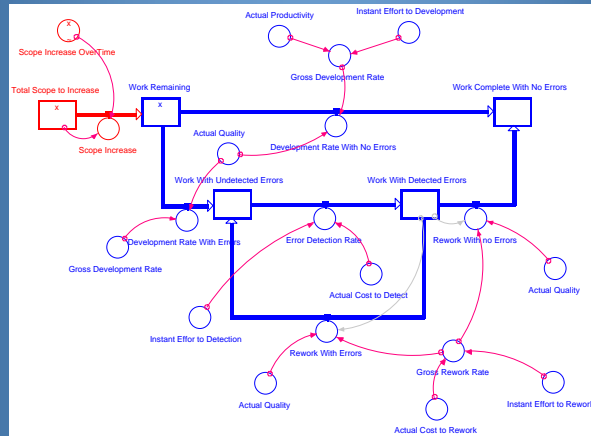 Actual Productivity
Instant Effort to Development
x
~
Scope Increase OverTime
Gross Development Rate
Total Scope to Increase
Work Remaining
Work Complete With No Errors
x
x
Actual Quality
Scope Increase
Development Rate With No Errors
Work With Undetected Errors
Work With Detected Errors
Development Rate With Errors
Error Detection Rate
Rework With no Errors
Gross Development Rate
Actual Cost to Detect
Actual Quality
Instant Effor to Detection
Rework With Errors
Gross Rework Rate
Actual Quality
Instant Effort to Rework
Actual Cost to Rework